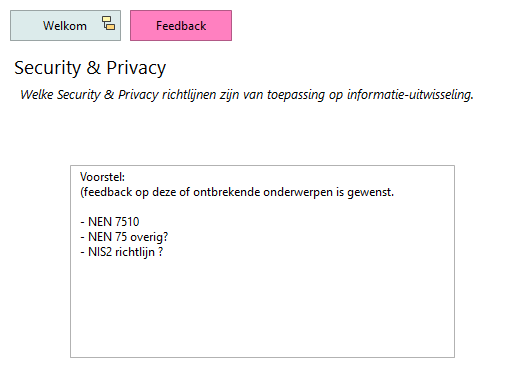 Welkom
Feedback
Security & Privacy
Welke Security & Privacy richtlijnen zijn van toepassing op informatie-uitwisseling.
Voorstel:
(feedback op deze of ontbrekende onderwerpen is gewenst.
- NEN 7510
- NEN 75 overig?
- NIS2 richtlijn ?